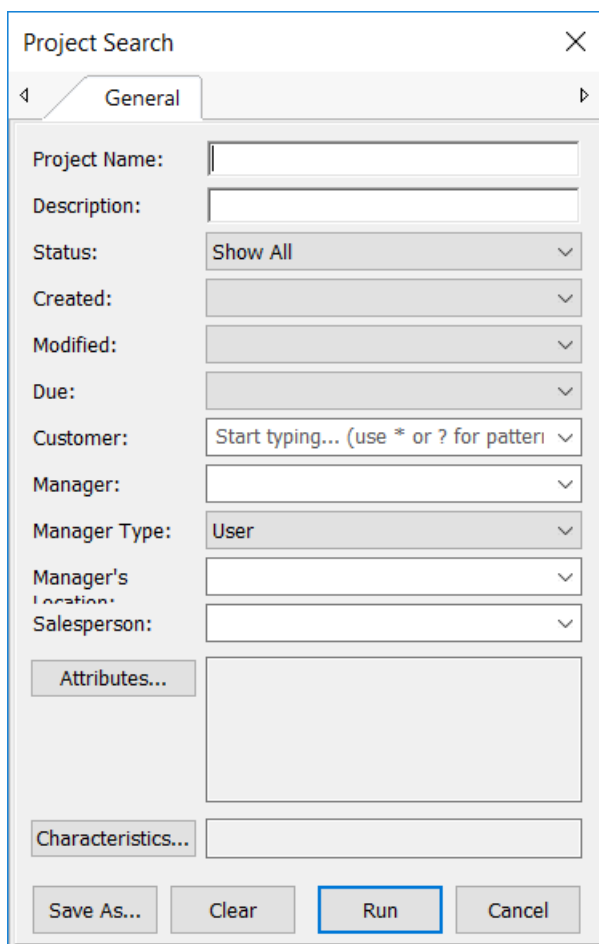 Project Search
General
Project Name:
Description:
Status: Show All
Created:
Modified:
Due:
Customer: Start typing... (use * or ? for patter
Manager:
Manager Type: User
Manager's
Location:
Salesperson:
Attributes...
Characteristics...
Save As... Clear Run Cancel